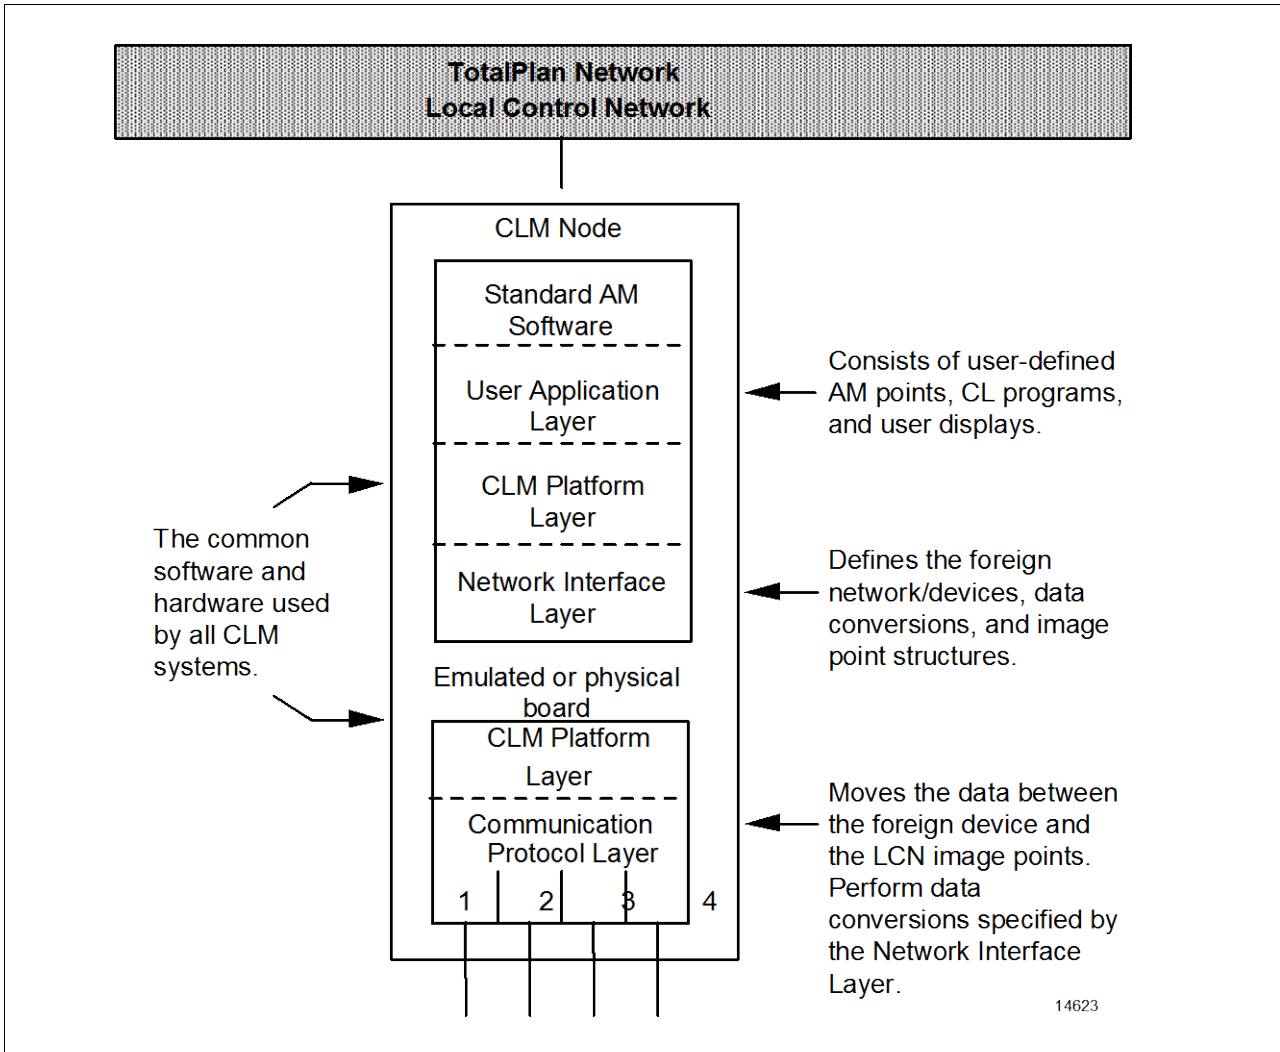 TotalPlan Network
Local Control Network
CLM Node
Standard AM
Software
User Application
Layer
CLM Platform
Layer
Network Interface
Layer
Emulated or physical
board
CLM Platform
Layer
Communication
Protocol Layer
1 2 3 4
The common
software and
hardware used
by all CLM
systems.
Consists of user-defined
AM points, CL programs,
and user displays.
Defines the foreign
network/devices, data
conversions, and image
point structures.
Moves the data between
the foreign device and
the LCN image points.
Perform data
conversions specified by
the Network Interface
Layer.
14623